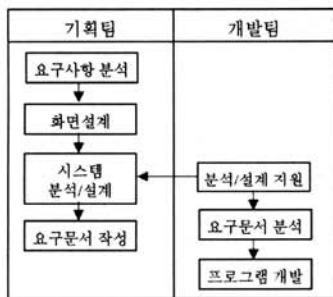 기획팀
개발팀
요구사항 분석
화면설계
시스템
분석/설계
요구문서 작성
분석/설계 지원
요구문서 분석
프로그램 개발